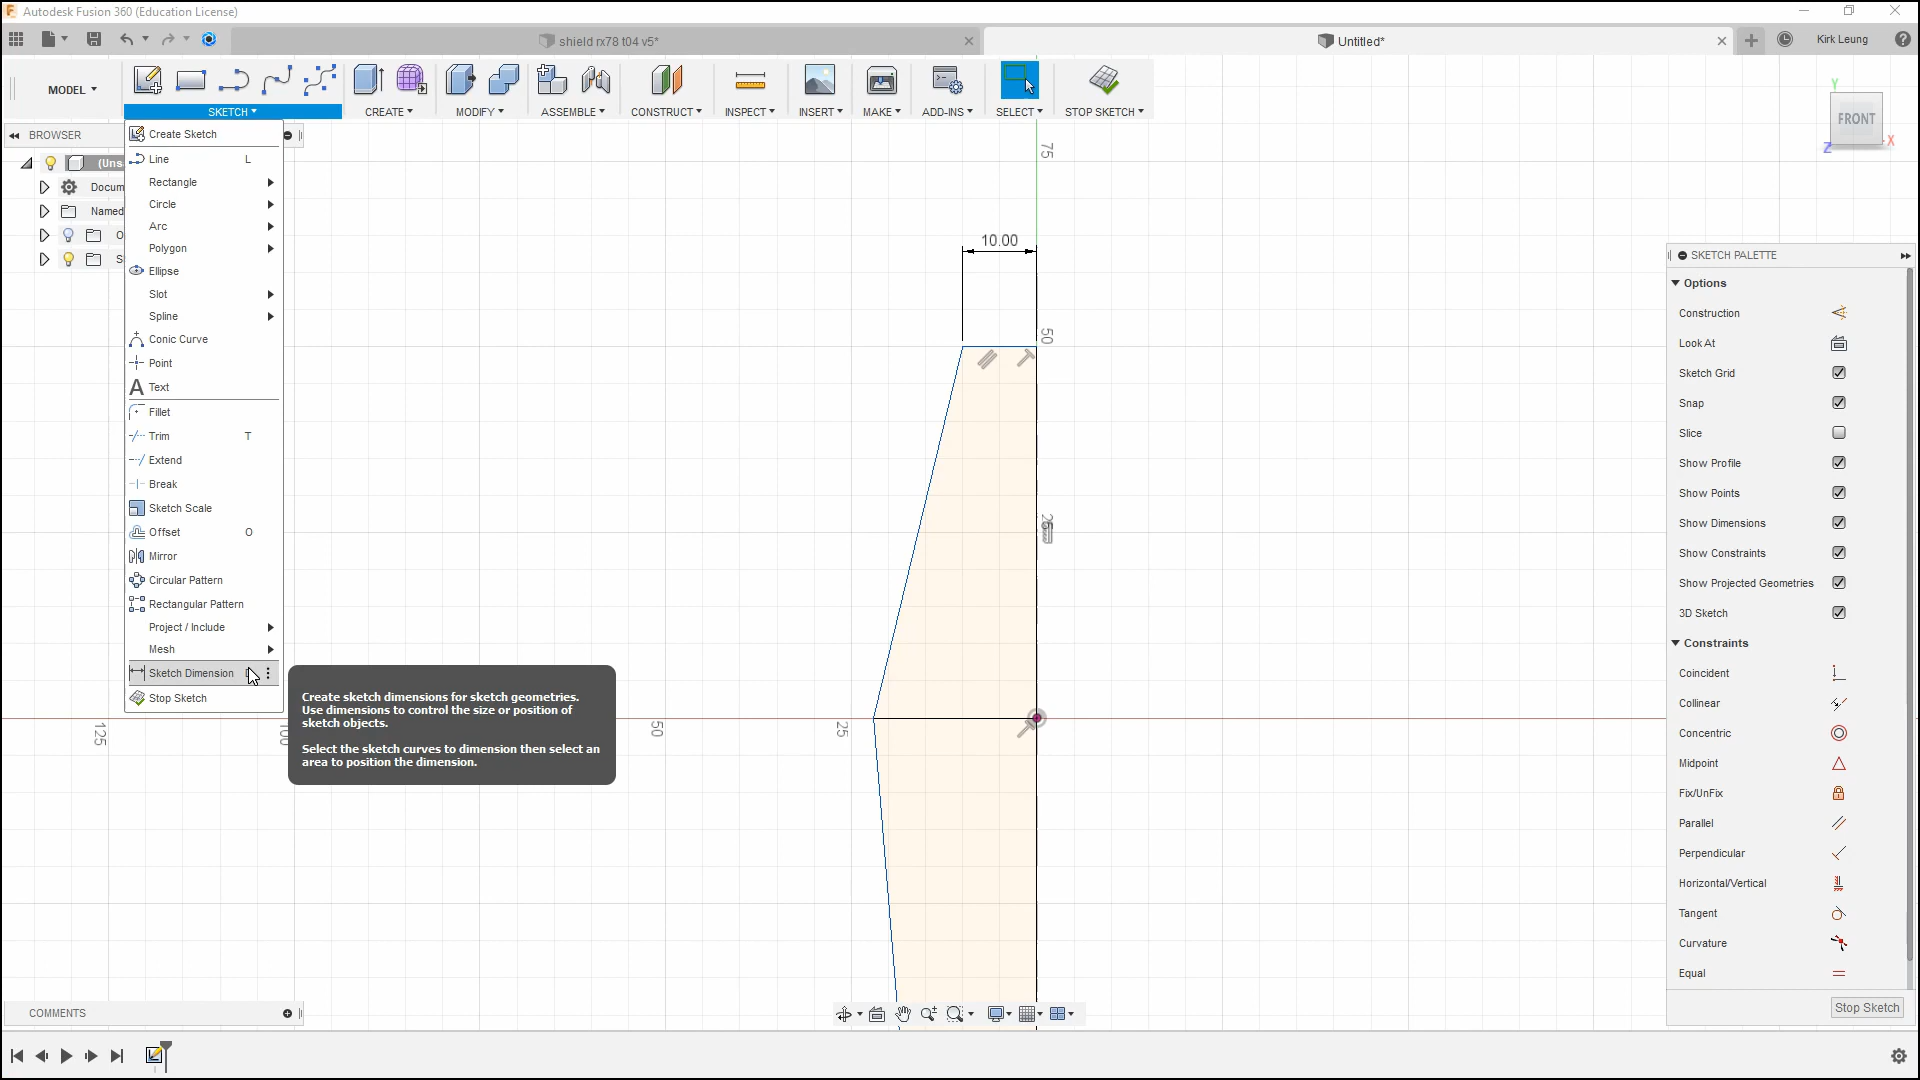 Autodesk Fusion 360 (Education License)
shield rx78 t04 v5*
Untitled*
Kirk Leung
MODEL
SKETCH
CREATE
MODIFY
ASSEMBLE
CONSTRUCT
INSPECT
INSERT
MAKE
ADD-INS
SELECT
STOP SKETCH
BROWSER
(Uns
Docum
Named
O
S
Create Sketch
Line L
Rectangle
Circle
Arc
Polygon
Ellipse
Slot
Spline
Conic Curve
Point
Text
Fillet
Trim T
Extend
Break
Sketch Scale
Offset O
Mirror
Circular Pattern
Rectangular Pattern
Project / Include
Mesh
Sketch Dimension
Stop Sketch
Create sketch dimensions for sketch geometries.
Use dimensions to control the size or position of
sketch objects.
Select the sketch curves to dimension then select an
area to position the dimension.
75
10.00
50
25
125
100
50
25
Y
FRONT
X
Z
SKETCH PALETTE
Options
Construction
Look At
Sketch Grid
Snap
Slice
Show Profile
Show Points
Show Dimensions
Show Constraints
Show Projected Geometries
3D Sketch
Constraints
Coincident
Collinear
Concentric
Midpoint
Fix/UnFix
Parallel
Perpendicular
Horizontal/Vertical
Tangent
Curvature
Equal
Stop Sketch
COMMENTS